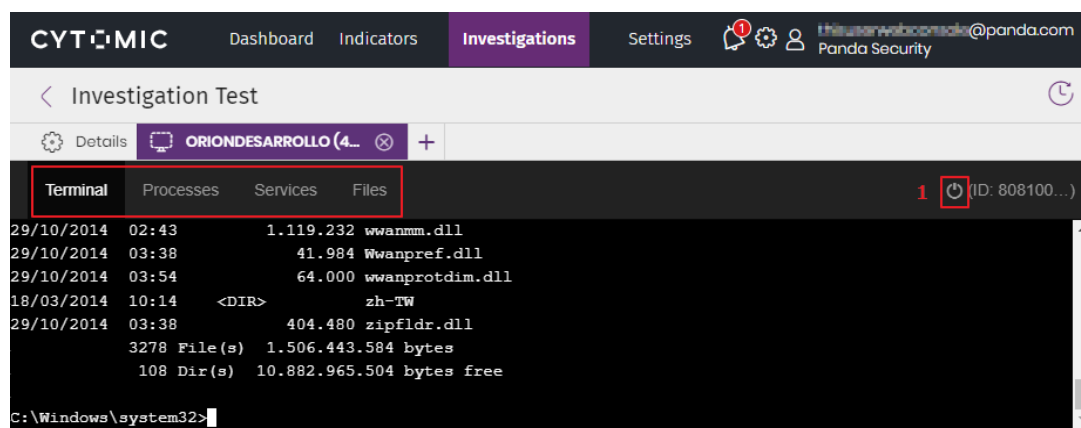 CYTOMIC Dashboard Indicators Investigations Settings 1 @panda.com
Panda Security
Investigation Test
Details ORIONDESARROLLO (4... +
Terminal Processes Services Files 1 (ID: 808100...)
29/10/2014 02:43 1.119.232 wwanmm.dll
29/10/2014 03:38 41.984 Wwanpref.dll
29/10/2014 03:54 64.000 wwanprotdim.dll
18/03/2014 10:14 <DIR> zh-TW
29/10/2014 03:38 404.480 zipfldr.dll
3278 File(s) 1.506.443.584 bytes
108 Dir(s) 10.882.965.504 bytes free
C:\Windows\system32>